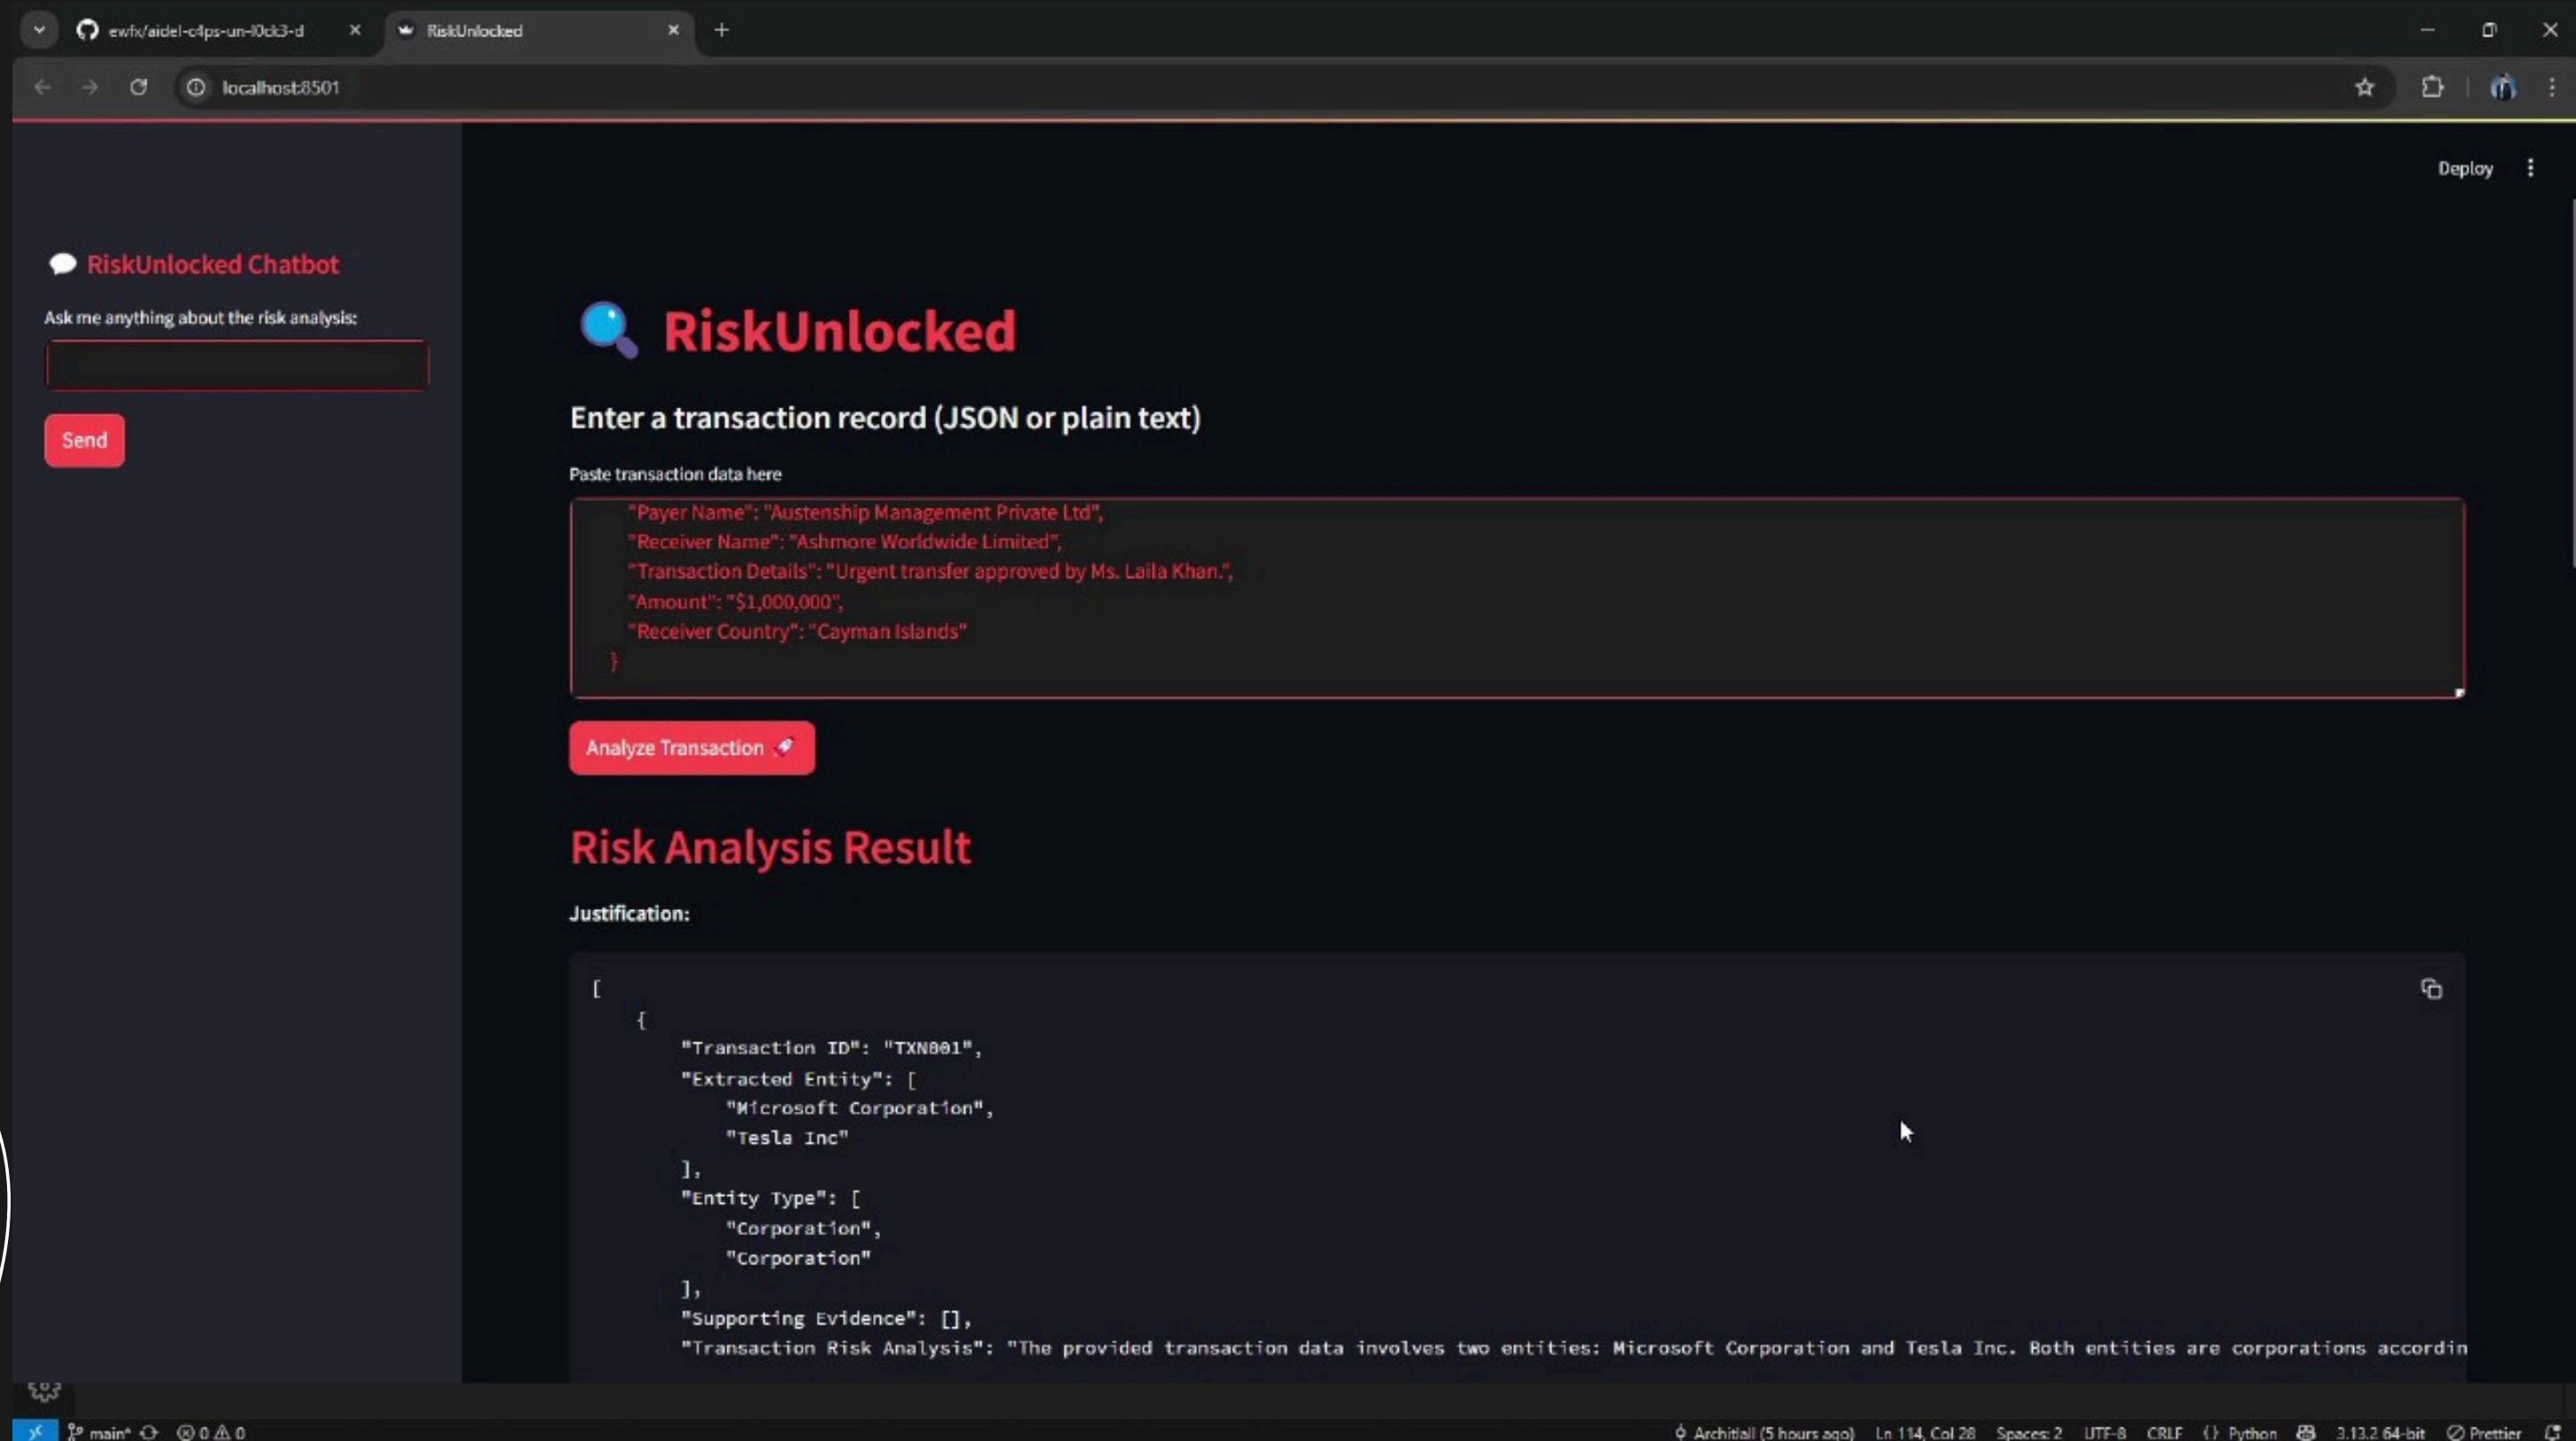 ewfx/aidel-c4ps-un-l0ck3-d
RiskUnlocked
localhost:8501
Deploy
RiskUnlocked Chatbot
Ask me anything about the risk analysis:
Send
RiskUnlocked
Enter a transaction record (JSON or plain text)
Paste transaction data here
"Payer Name": "Austenship Management Private Ltd",
"Receiver Name": "Ashmore Worldwide Limited",
"Transaction Details": "Urgent transfer approved by Ms. Laila Khan.",
"Amount": "$1,000,000",
"Receiver Country": "Cayman Islands"
}
Analyze Transaction
Risk Analysis Result
Justification:
[
{
"Transaction ID": "TXN001",
"Extracted Entity": [
"Microsoft Corporation",
"Tesla Inc"
],
"Entity Type": [
"Corporation",
"Corporation"
],
"Supporting Evidence": [],
"Transaction Risk Analysis": "The provided transaction data involves two entities: Microsoft Corporation and Tesla Inc. Both entities are corporations accordin
main* 0 0 Architlall (5 hours ago) Ln 114, Col 28 Spaces: 2 UTF-8 CRLF {} Python 3.13.2 64-bit Prettier